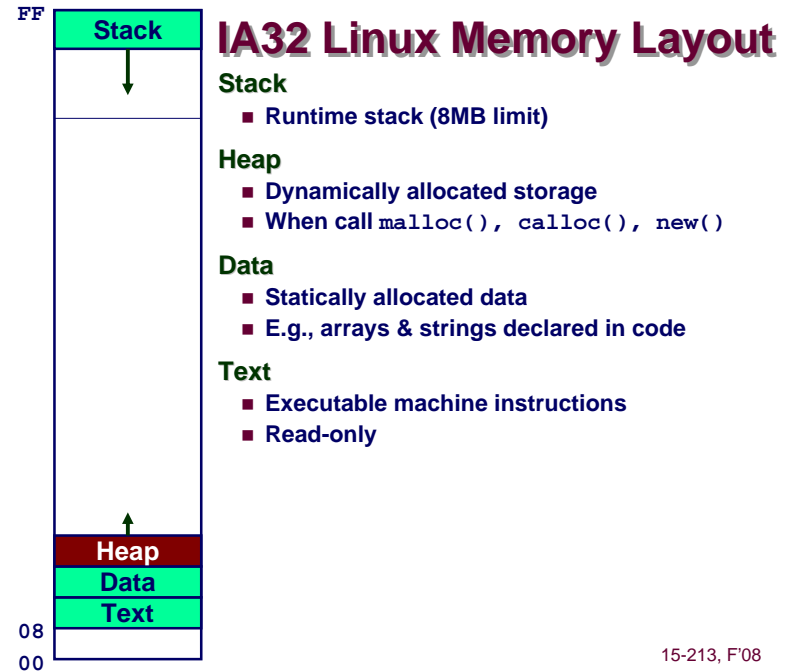 FF
Stack
IA32 Linux Memory Layout
Stack
■ Runtime stack (8MB limit)
Heap
■ Dynamically allocated storage
■ When call malloc(), calloc(), new()
Data
■ Statically allocated data
■ E.g., arrays & strings declared in code
Text
■ Executable machine instructions
■ Read-only
Heap
Data
Text
08
00
15-213, F'08